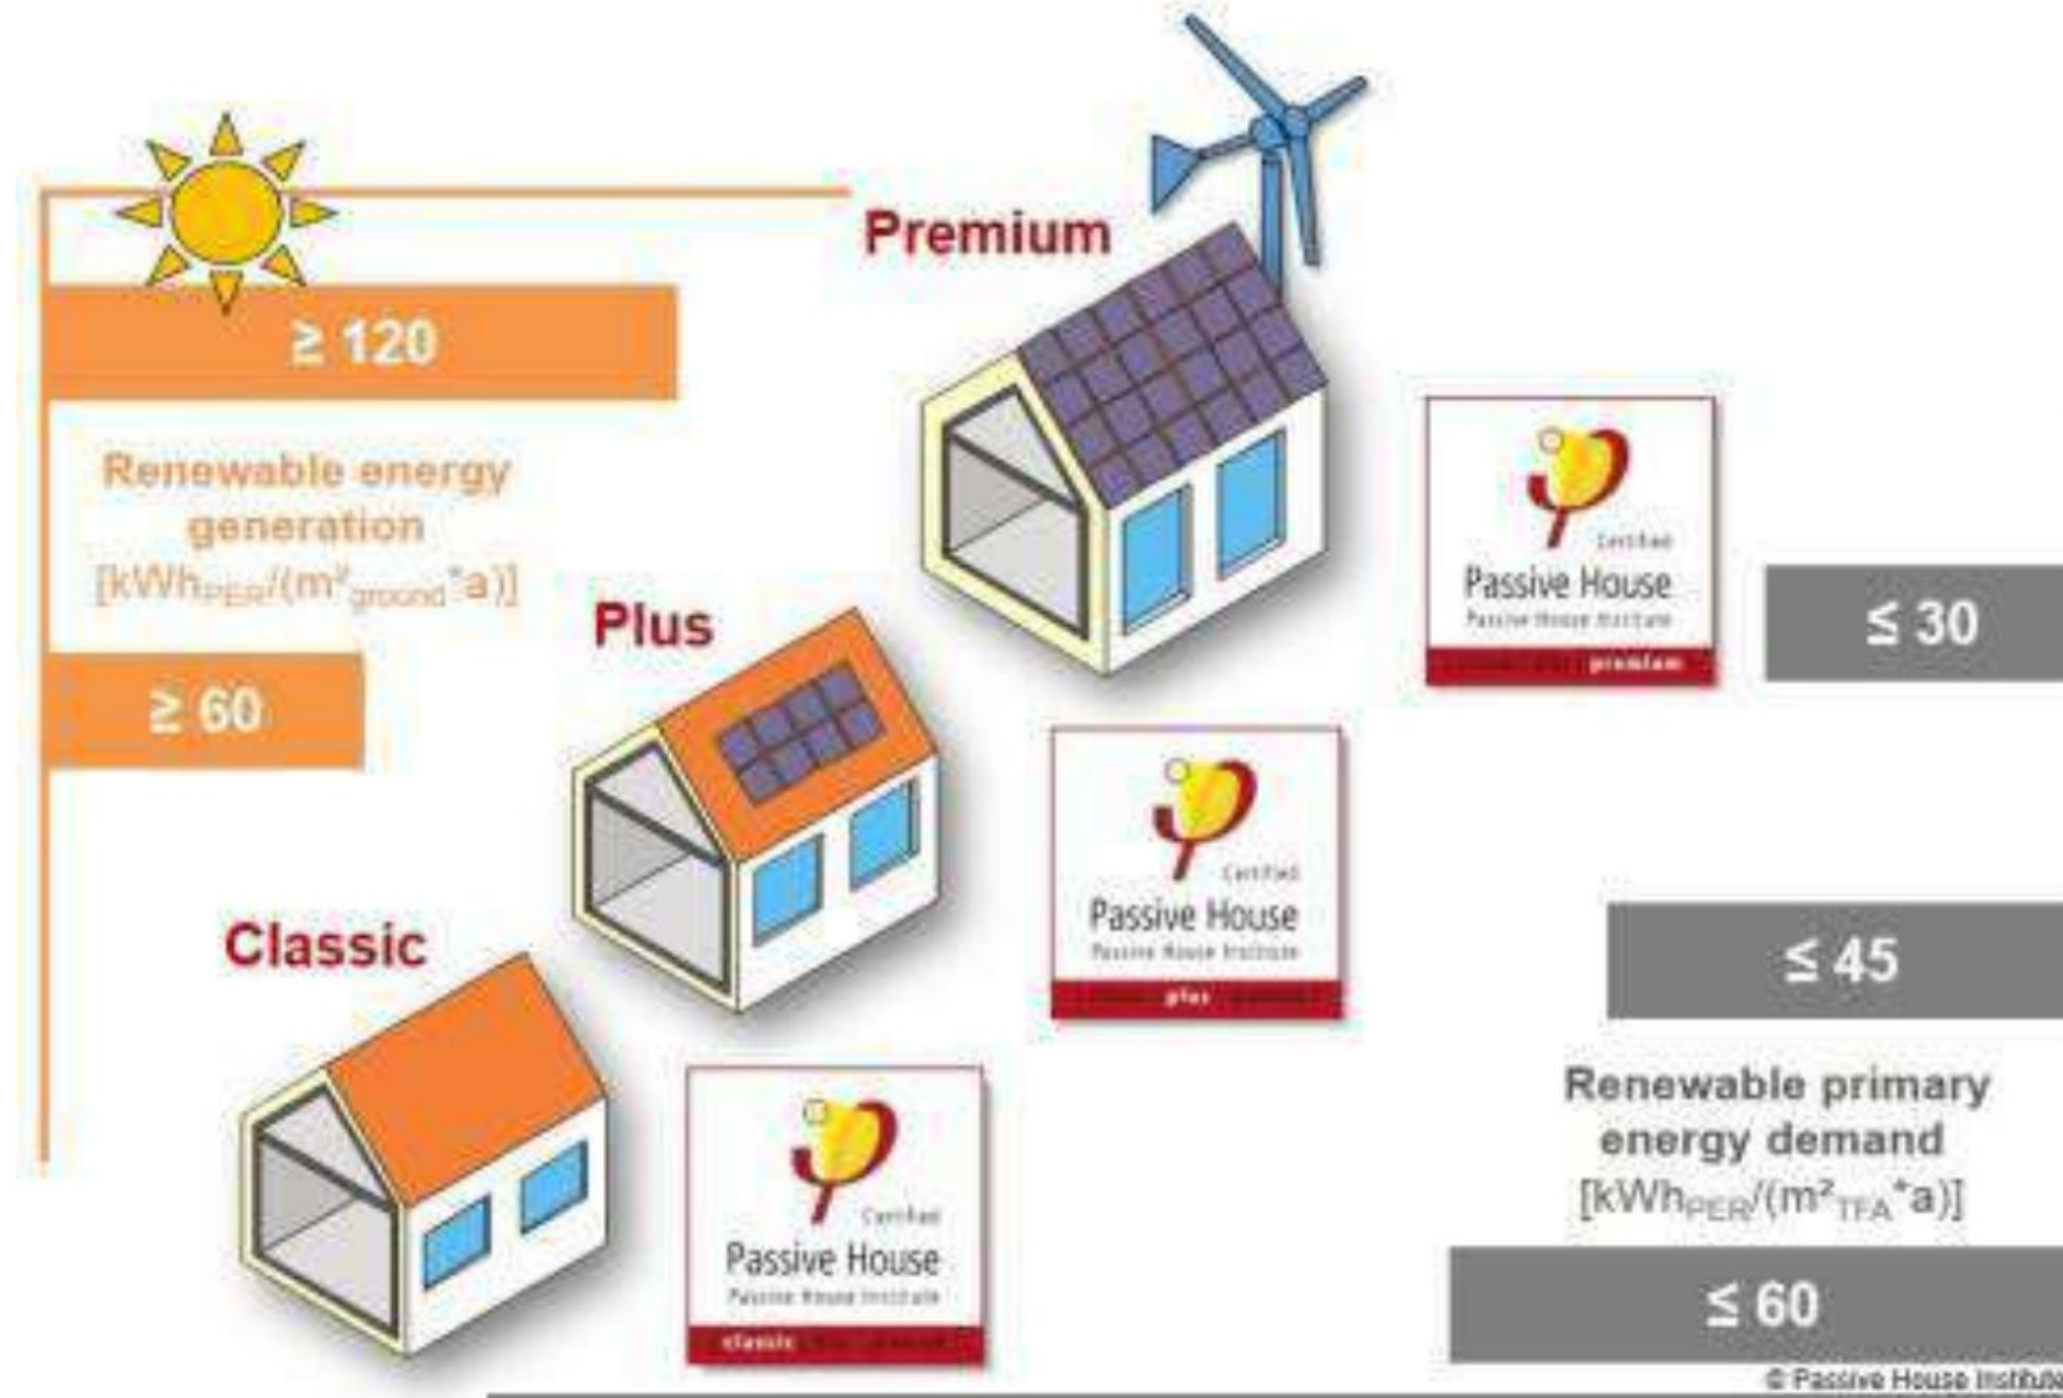 Premium
≥ 120
Renewable energy
generation
[kWhPER/(m²ground*a)]
≥ 60
Plus
Classic
Certified
Passive House
Passive House Institute
premium
≤ 30
Certified
Passive House
Passive House Institute
plus
≤ 45
Certified
Passive House
Passive House Institute
classic
Renewable primary
energy demand
[kWhPER/(m²TFA*a)]
≤ 60
© Passive House Institute